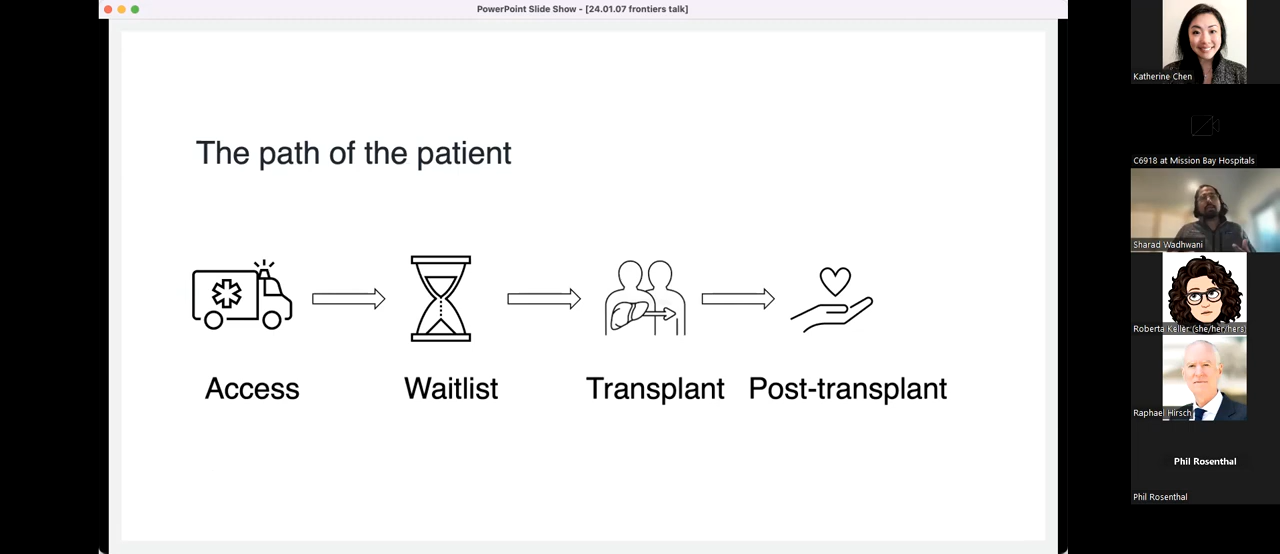 PowerPoint Slide Show - [24.01.07 frontiers talk]
The path of the patient
Access
Waitlist
Transplant
Post-transplant
Katherine Chen
C6918 at Mission Bay Hospitals
Sharad Wadhwani
Roberta Keller (she/her/hers)
Raphael Hirsch
Phil Rosenthal
Phil Rosenthal